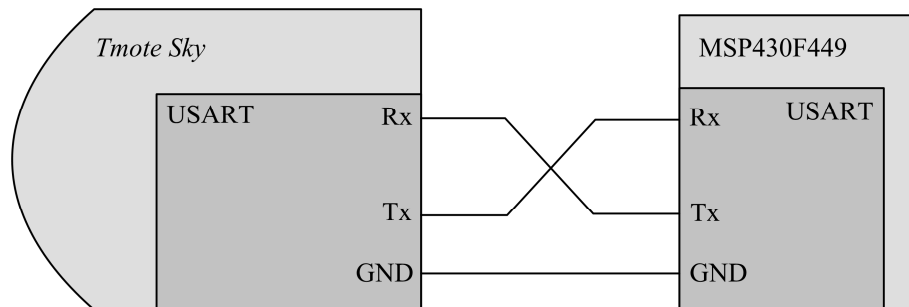 Tmote Sky
USART
Rx
Tx
GND
MSP430F449
USART
Rx
Tx
GND